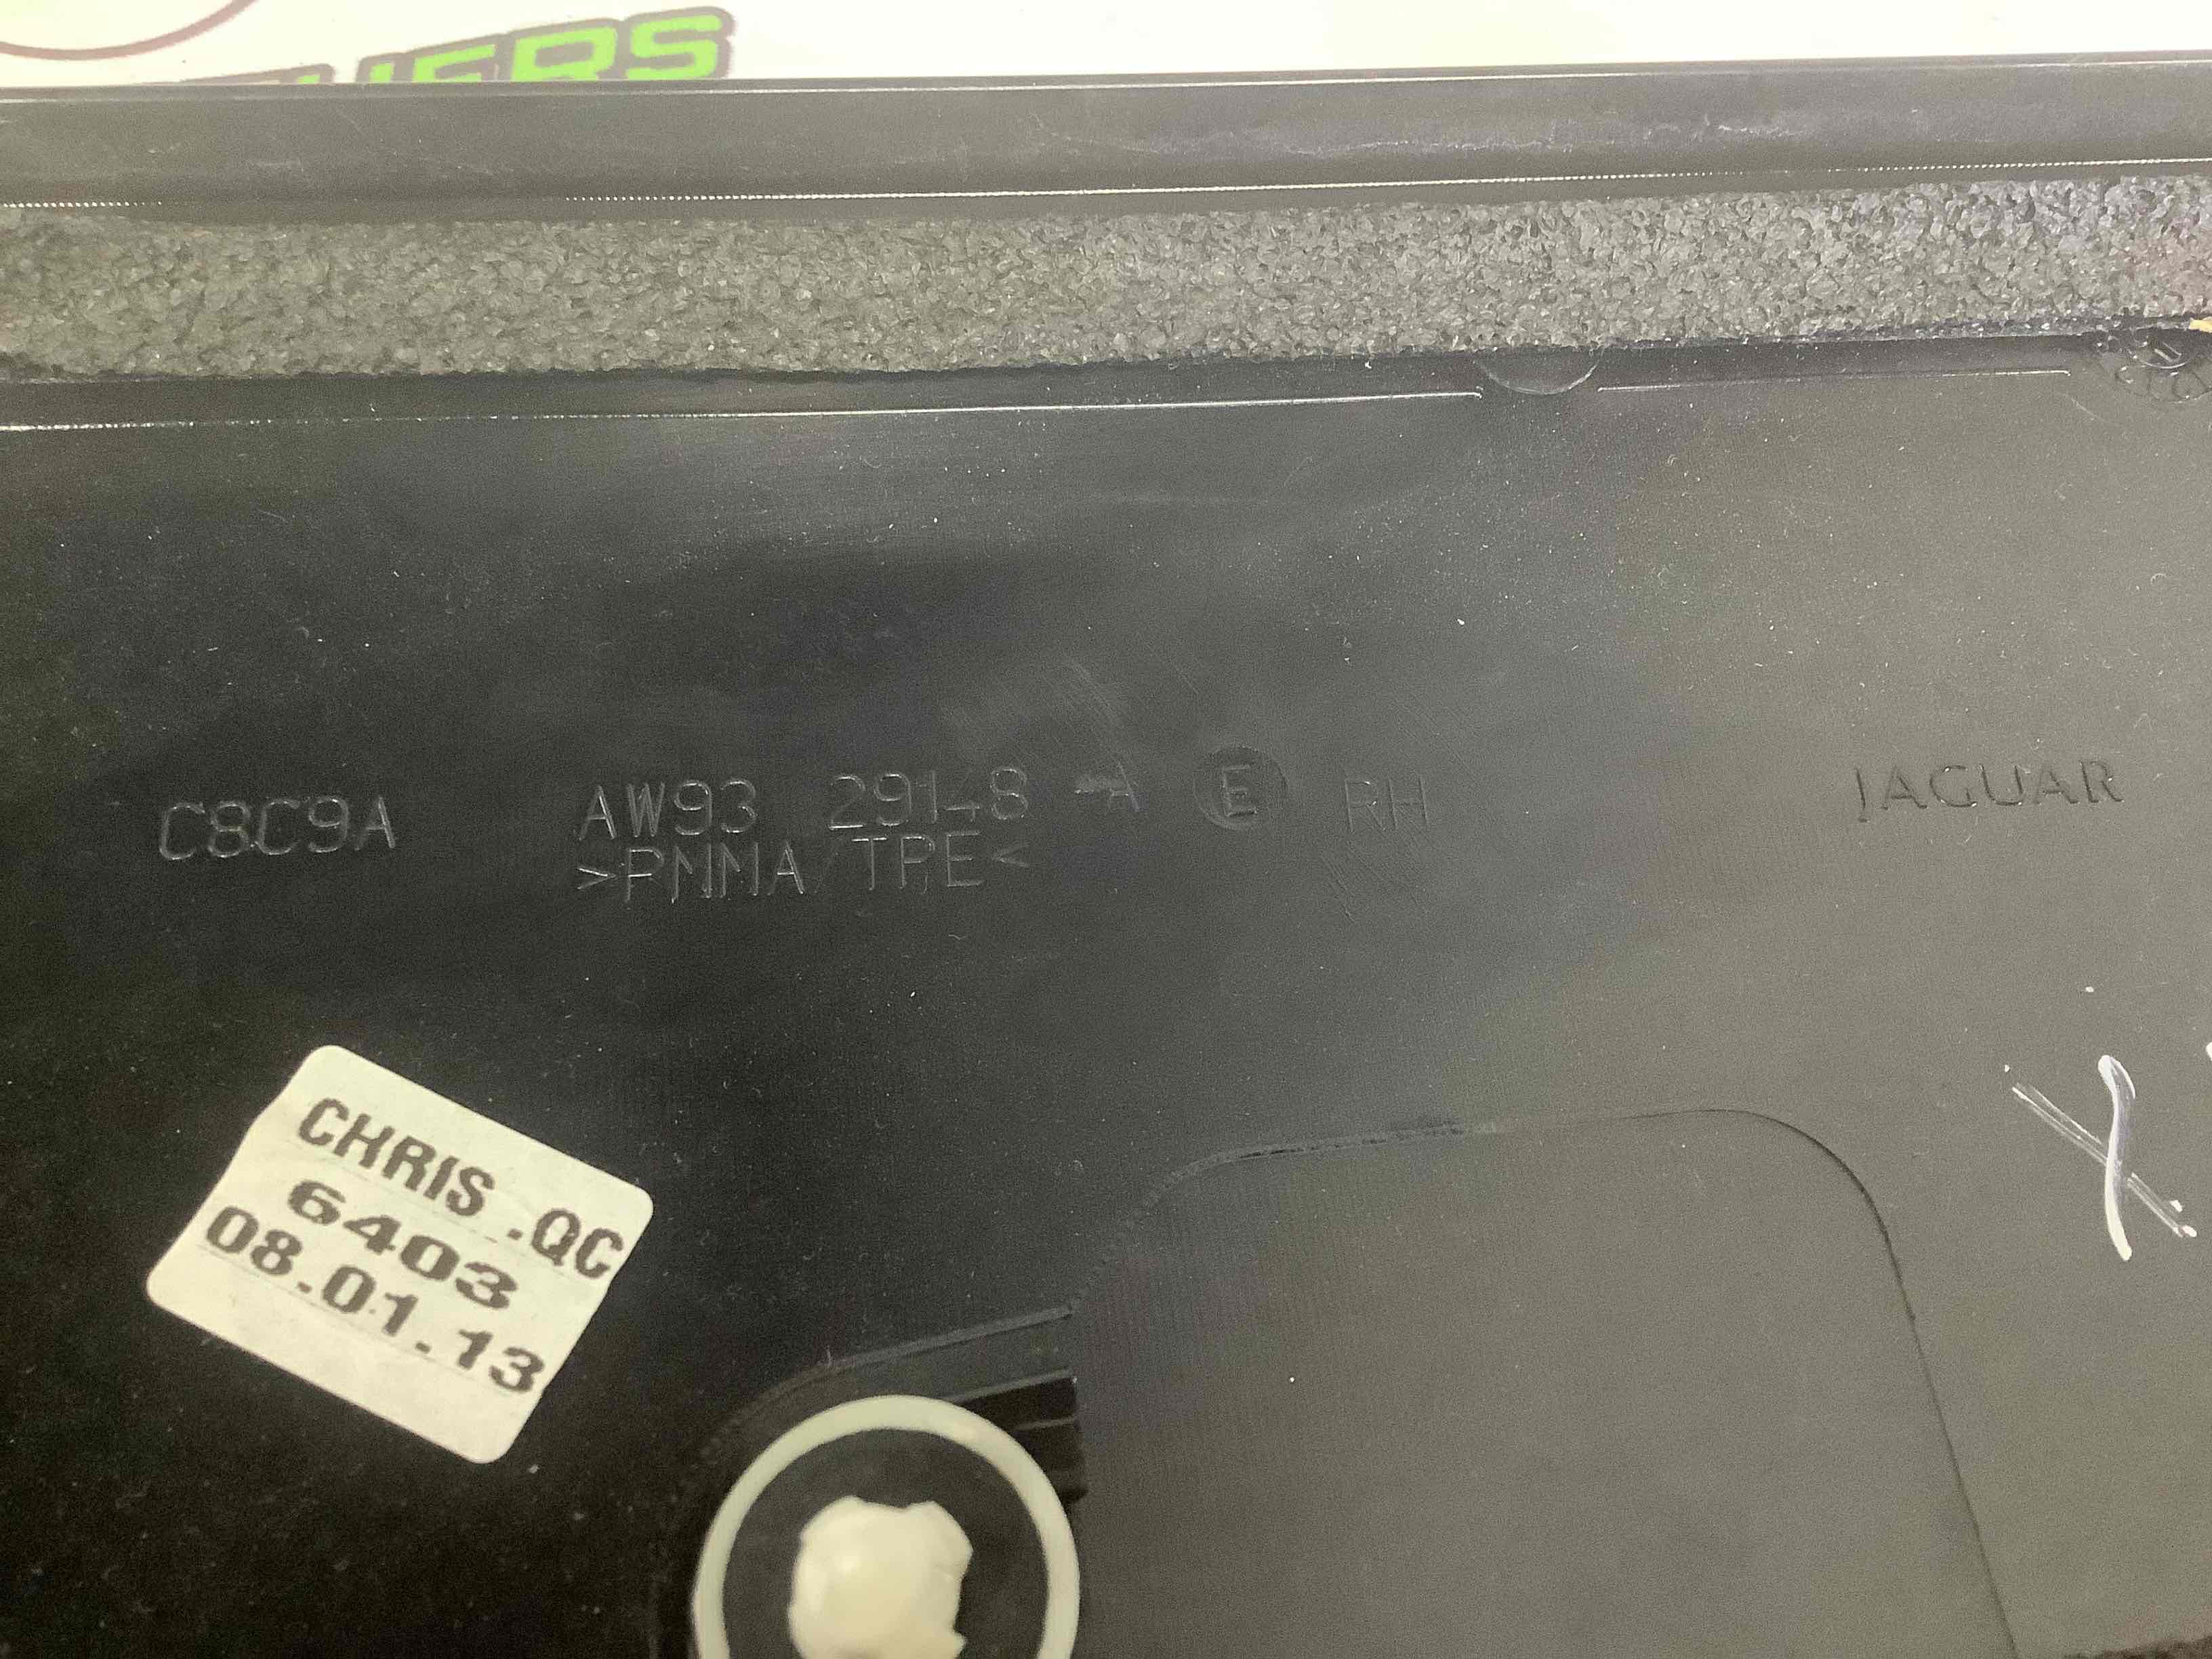 C8C9A AW93 29148 -A E RH JAGUAR
>PMMA/TPE<
CHRIS .QC
6403
08.01.13
X